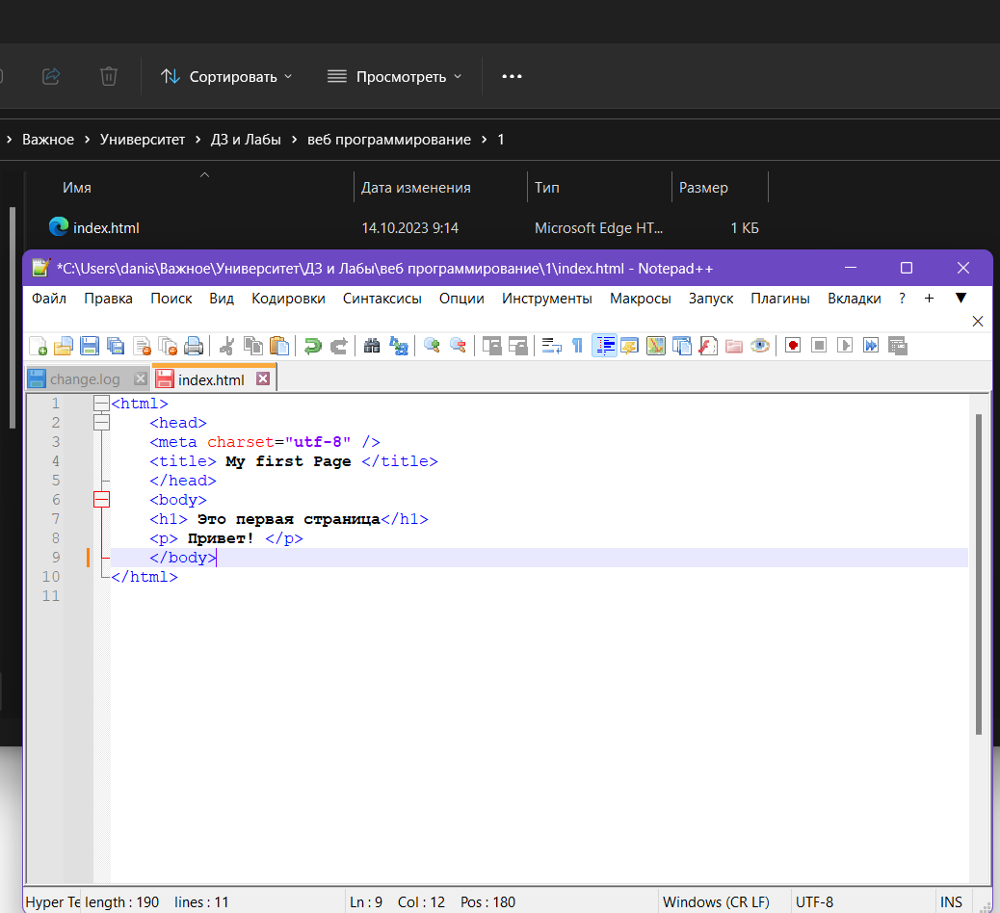 Сортировать Просмотреть •••
Важное Университет ДЗ и Лабы веб программирование 1
Имя Дата изменения Тип Размер
index.html 14.10.2023 9:14 Microsoft Edge HT... 1 КБ
*C:\Users\danis\Важное\Университет\ДЗ и Лабы\веб программирование\1\index.html - Notepad++
Файл Правка Поиск Вид Кодировки Синтаксисы Опции Инструменты Макросы Запуск Плагины Вкладки ? + ▼
change.log index.html
1 <html>
2 <head>
3 <meta charset="utf-8" />
4 <title> My first Page </title>
5 </head>
6 <body>
7 <h1> Это первая страница</h1>
8 <p> Привет! </p>
9 </body>
10 </html>
11
Hyper Te length : 190 lines : 11 Ln : 9 Col : 12 Pos : 180 Windows (CR LF) UTF-8 INS